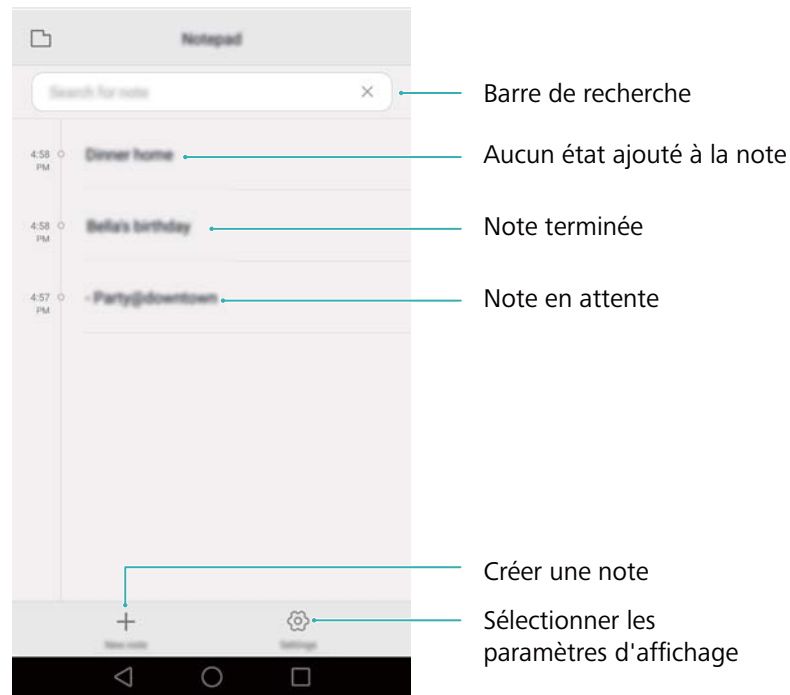 Notepad
Search for note
Barre de recherche
4:58 PM
Dinner home
Aucun état ajouté à la note
4:58 PM
Bella's birthday
Note terminée
4:57 PM
- Party@downtown
Note en attente
Créer une note
New note
Settings
Sélectionner les
paramètres d'affichage